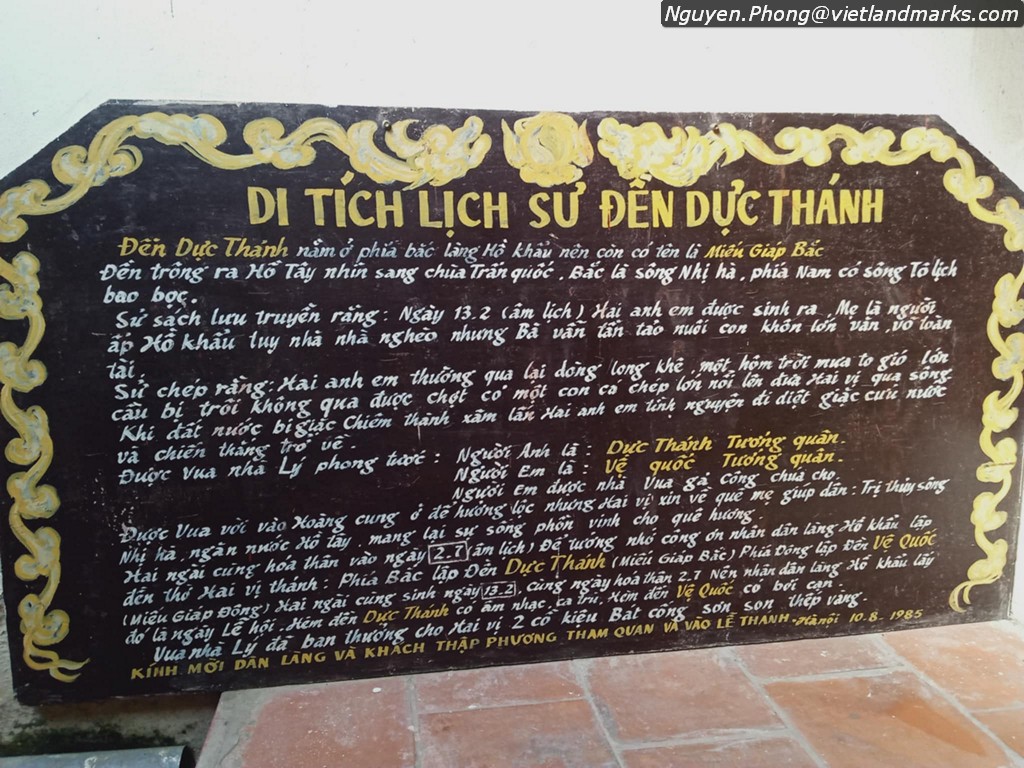 Nguyen.Phong@vietlandmarks.com
DI TÍCH LỊCH SỬ ĐỀN DỰC THÁNH
Đền Dực Thánh nằm ở phía bắc làng Hồ khẩu nên còn có tên là Miếu Giáp Bắc
Đền trông ra Hồ Tây nhìn sang chùa Trấn quốc, Bắc là sông Nhị hà, phía Nam có sông Tô lịch
bao bọc.
Sử sách lưu truyền rằng: Ngày 13.2 (âm lịch) Hai anh em được sinh ra. Mẹ là người
ấp Hồ khẩu tuy nhà nhà nghèo nhưng Bà vẫn tần tảo nuôi con khôn lớn văn, võ toàn
tài.
Sử chép rằng: Hai anh em thường qua lại dòng long khê, một hôm trời mưa to gió lớn
cầu bị trôi không qua được chợt có một con cá chép lớn nổi lên đưa Hai vị qua sông.
Khi đất nước bị giặc Chiêm thành xâm lấn Hai anh em tình nguyện đi diệt giặc cứu nước
và chiến thắng trở về.
Được Vua nhà Lý phong tước: Người Anh là: Dực Thánh Tướng quân.
Người Em là: Vệ quốc Tướng quân.
Người Em được nhà Vua gả công chúa cho.
Được Vua vời vào Hoàng cung ở để hưởng lộc nhưng Hai vị xin về quê mẹ giúp dân: Trị thủy sông
Nhị hà, ngăn nước Hồ tây, mang lại sự sống phồn vinh cho quê hương.
Hai ngài cùng hoá thân vào ngày 2.7 (âm lịch) Để tưởng nhớ công ơn nhân dân làng Hồ khẩu lập
đền thờ Hai vị thánh: Phía Bắc lập Đền Dực Thánh (Miếu Giáp Bắc) Phía Đông lập Đền Vệ Quốc
(Miếu Giáp Đông) Hai ngài cùng sinh ngày 13.2, cùng ngày hoá thân 2.7 Nên nhân dân làng Hồ khẩu lấy
đó là ngày Lễ hội. Hèm đền Dực Thánh có âm nhạc, ca trù. Hèm đền Vệ Quốc có bơi cạn.
Vua nhà Lý đã ban thưởng cho Hai vị 2 cỗ kiệu Bát cống sơn son thếp vàng.
KÍNH MỜI DÂN LÀNG VÀ KHÁCH THẬP PHƯƠNG THAM QUAN VÀ VÀO LỄ THÁNH - Hà nội 10.8.1985